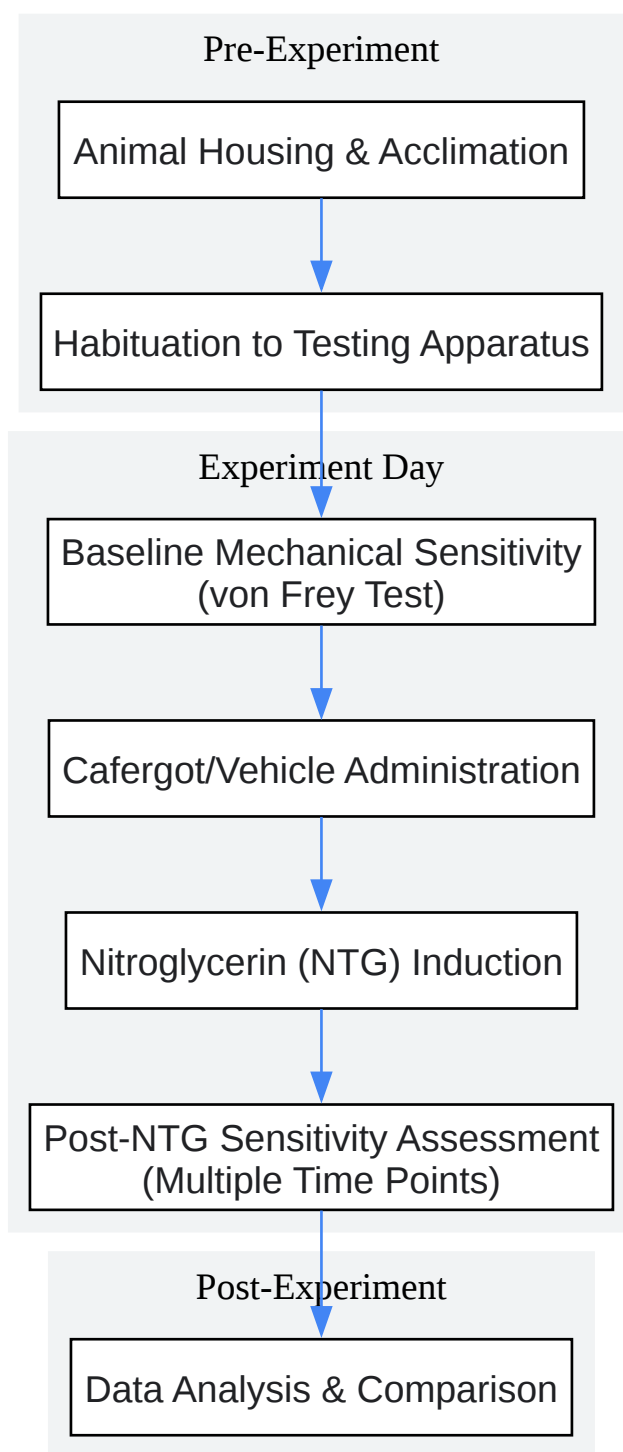 Pre-Experiment
Animal Housing & Acclimation
Habituation to Testing Apparatus
Experiment Day
Baseline Mechanical Sensitivity
(von Frey Test)
Cafergot/Vehicle Administration
Nitroglycerin (NTG) Induction
Post-NTG Sensitivity Assessment
(Multiple Time Points)
Post-Experiment
Data Analysis & Comparison